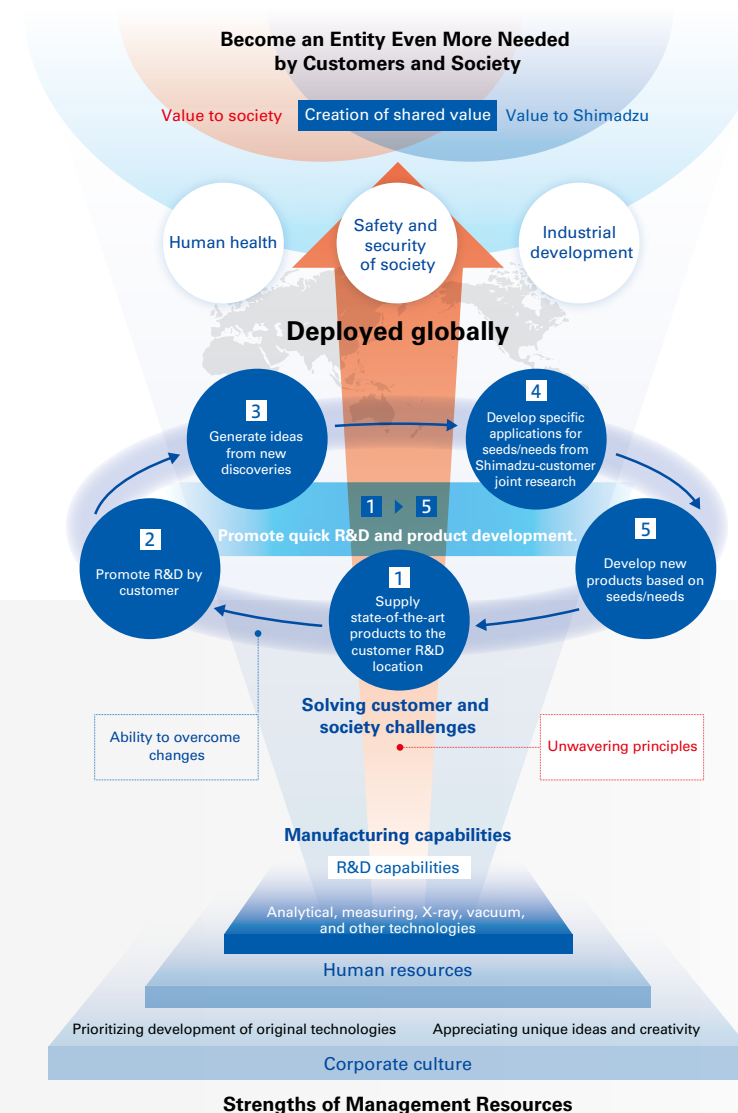 Become an Entity Even More Needed
by Customers and Society
Value to society
Creation of shared value
Value to Shimadzu
Human health
Safety and
security
of society
Industrial
development
Deployed globally
3
Generate ideas
from new
discoveries
4
Develop specific
applications for
seeds/needs from
Shimadzu-customer
joint research
1 ▶ 5
Promote quick R&D and product development.
2
Promote R&D by
customer
5
Develop new
products based on
seeds/needs
1
Supply
state-of-the-art
products to the
customer R&D
location
Solving customer and
society challenges
Ability to overcome
changes
Unwavering principles
Manufacturing capabilities
R&D capabilities
Analytical, measuring, X-ray, vacuum,
and other technologies
Human resources
Prioritizing development of original technologies
Appreciating unique ideas and creativity
Corporate culture
Strengths of Management Resources